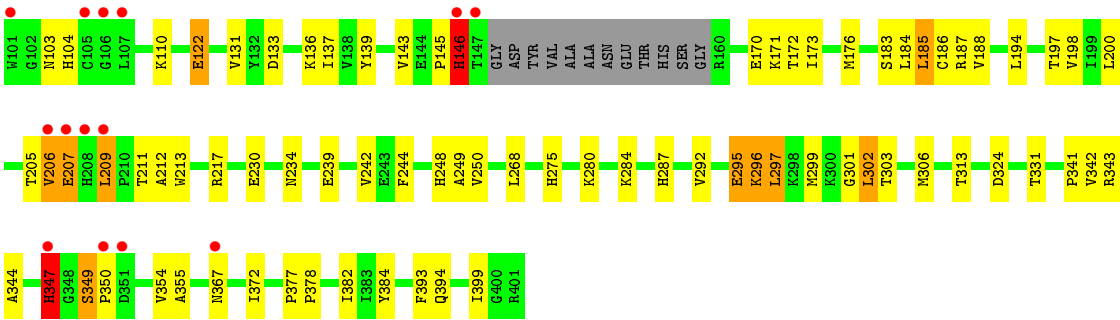 W101 G102 N103 H104 C105 G106 L107 K110 E122 V131 Y132 D133 K136 I137 V138 Y139 V143 E144 P145 H146 T147 GLY ASP TYR VAL ALA ALA ASN GLU THR HIS SER GLY R160 E170 K171 T172 I173 M176 S183 L184 L185 C186 R187 V188 L194 T197 V198 I199 L200
T205 V206 E207 H208 L209 P210 T211 A212 W213 R217 E230 N234 E239 V242 E243 F244 H248 A249 V250 L268 H275 K280 K284 H287 V292 E295 K296 L297 K298 M299 K300 G301 L302 T303 M306 T313 D324 T331 P341 V342 R343
A344 H347 G348 S349 P350 D351 V354 A355 N367 I372 P377 P378 I382 I383 Y384 F393 Q394 I399 G400 R401